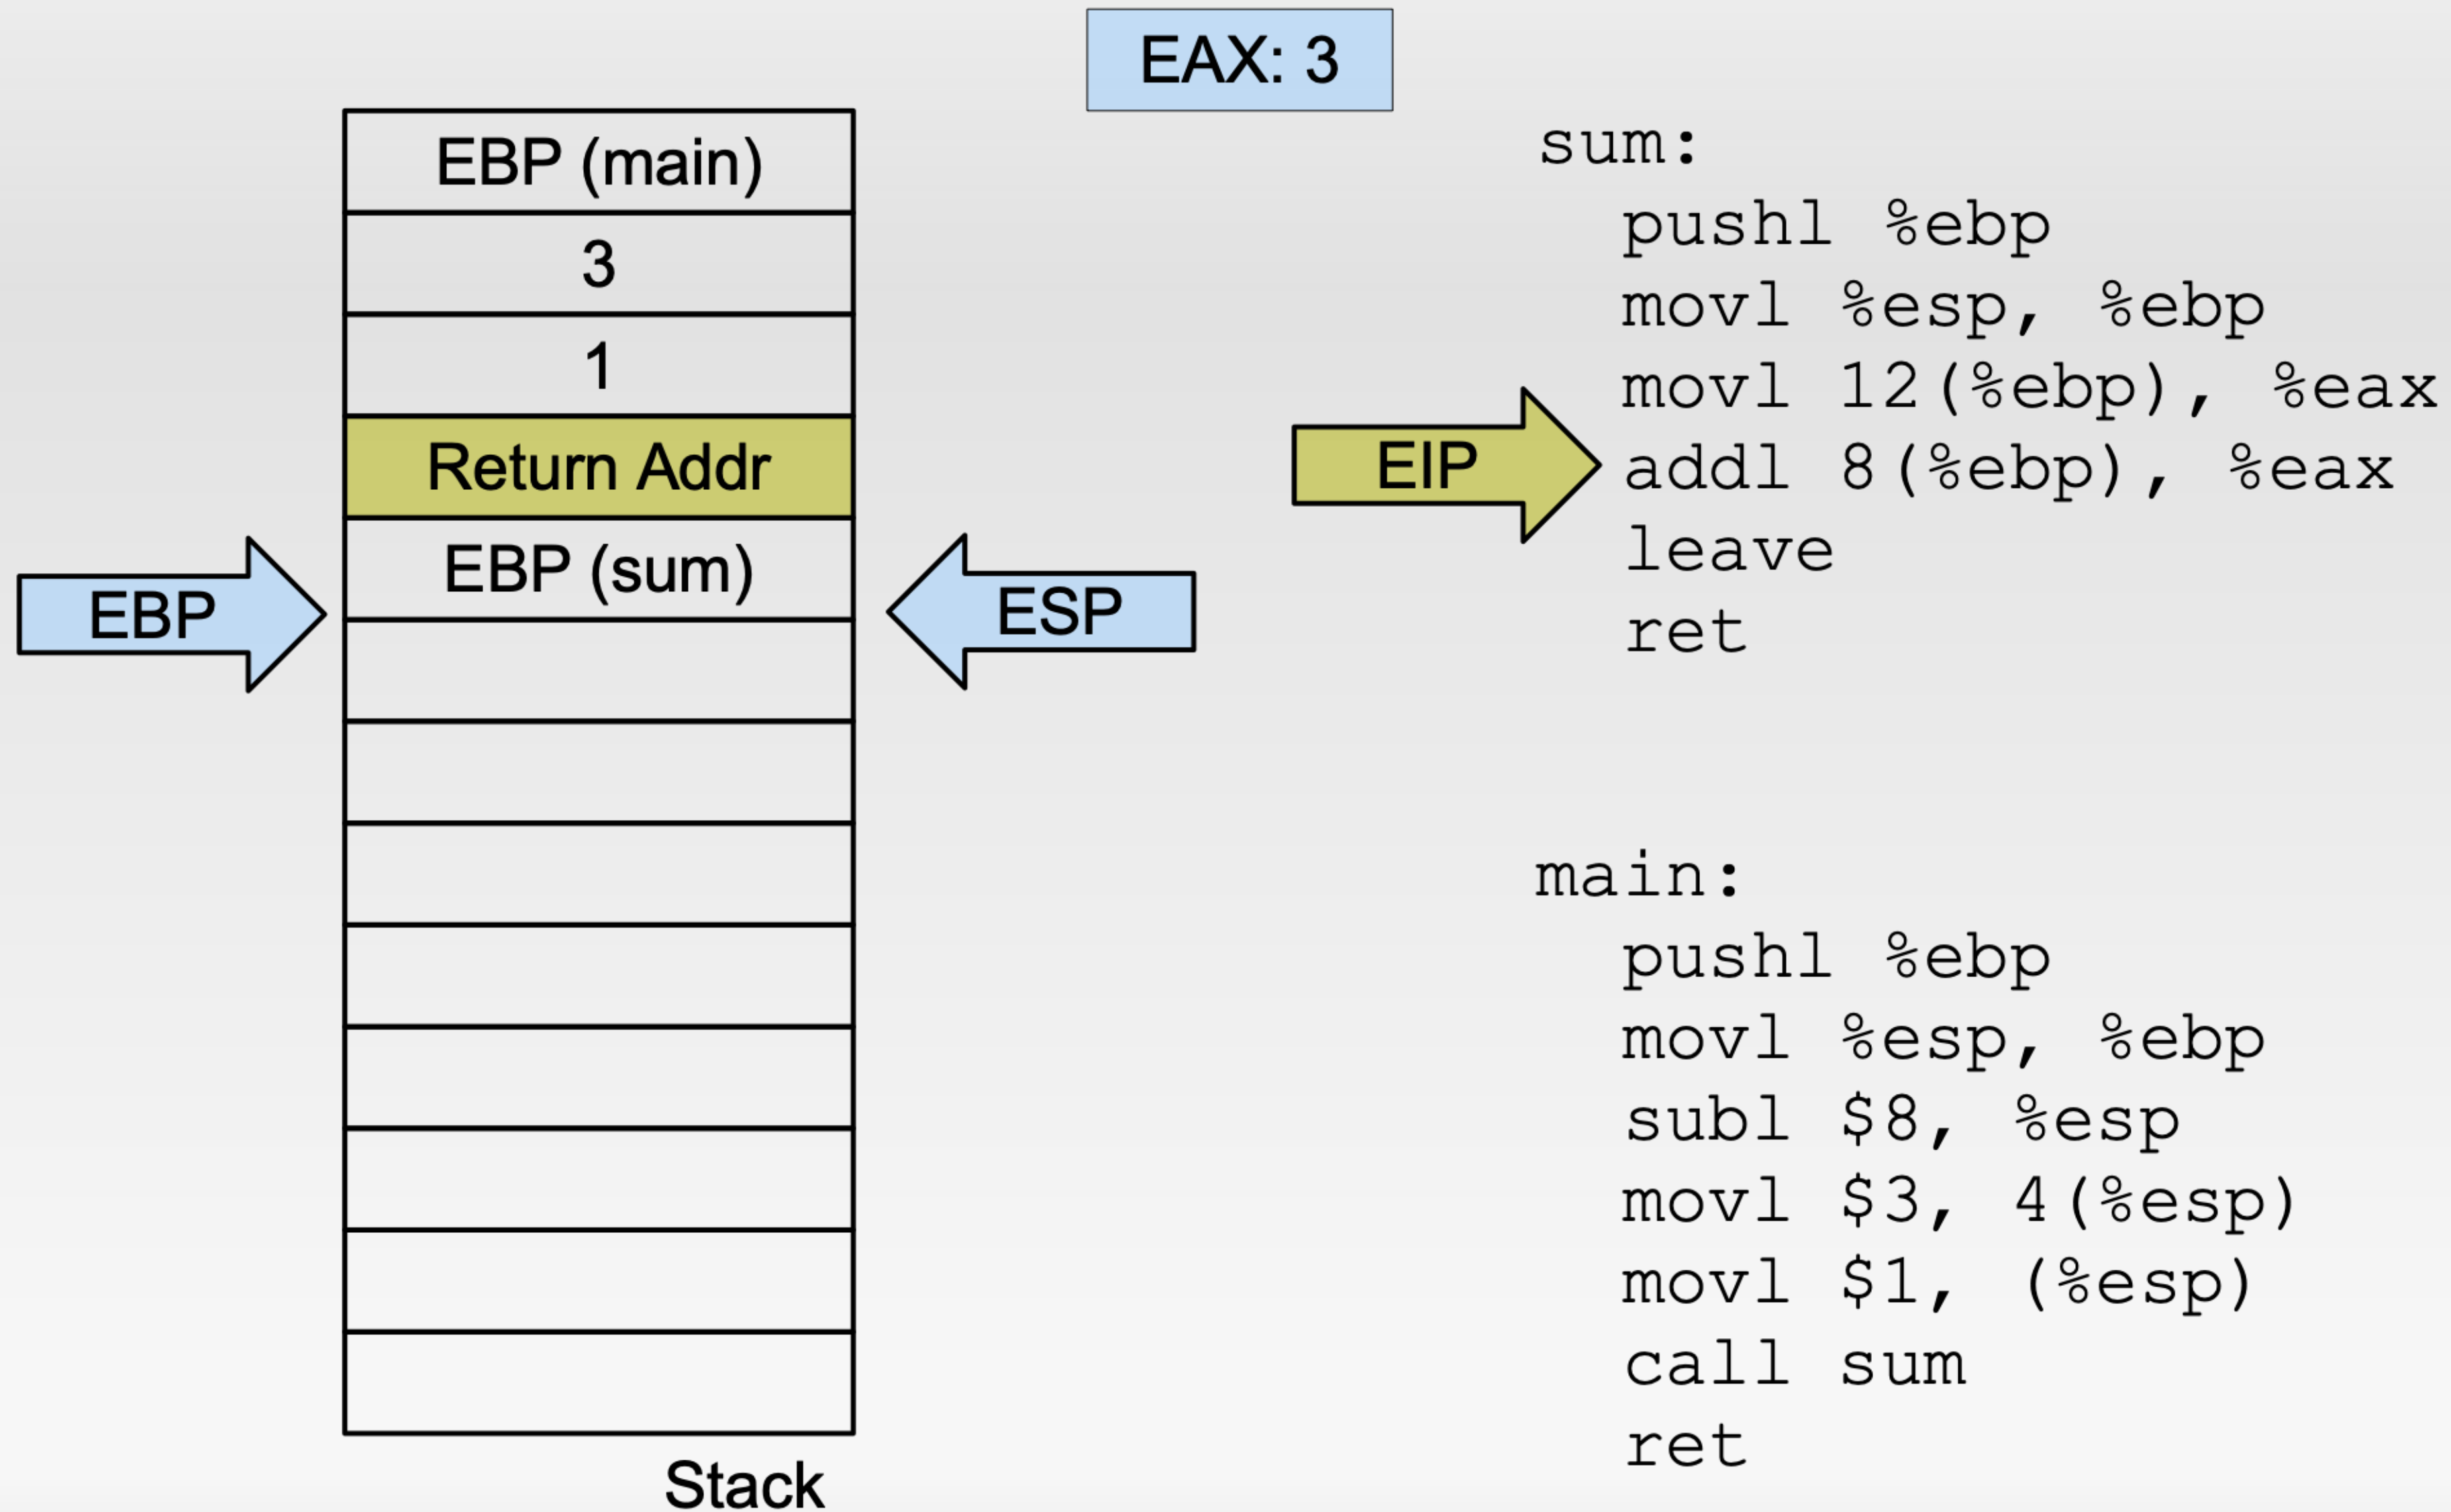 EAX: 3
EBP (main)
3
1
Return Addr
EBP (sum)
EBP
ESP
Stack
EIP
sum:
pushl %ebp
movl %esp, %ebp
movl 12(%ebp), %eax
addl 8(%ebp), %eax
leave
ret
main:
pushl %ebp
movl %esp, %ebp
subl $8, %esp
movl $3, 4(%esp)
movl $1, (%esp)
call sum
ret